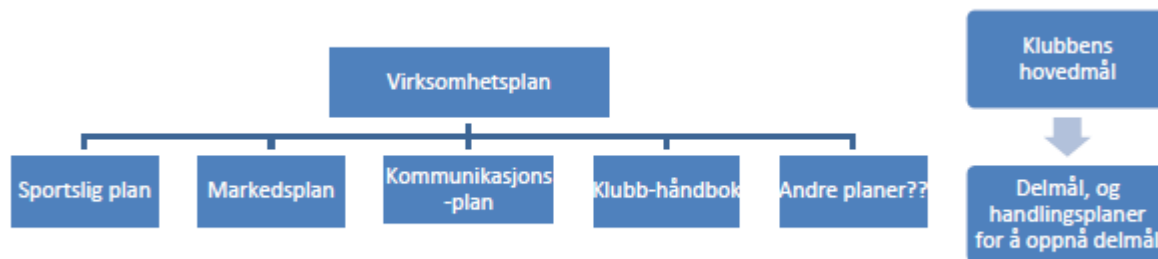 Virksomhetsplan
Sportslig plan
Markedsplan
Kommunikasjons
-plan
Klubb-håndbok
Andre planer??
Klubbens
hovedmål
Delmål, og
handlingsplaner
for å oppnå delmål